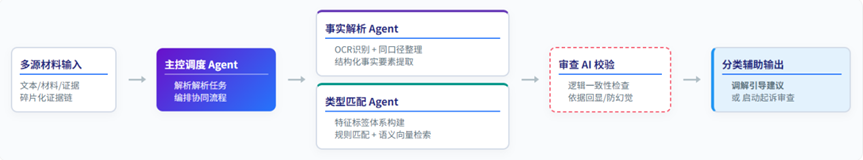 多源材料输入
文本/材料/证据
碎片化证据链
主控调度 Agent
解析解析任务
编排协同流程
事实解析 Agent
OCR识别 + 同口径整理
结构化事实要素提取
类型匹配 Agent
特征标签体系构建
规则匹配 + 语义向量检索
审查 AI 校验
逻辑一致性检查
依据回显/防幻觉
分类辅助输出
调解引导建议
或 启动起诉审查